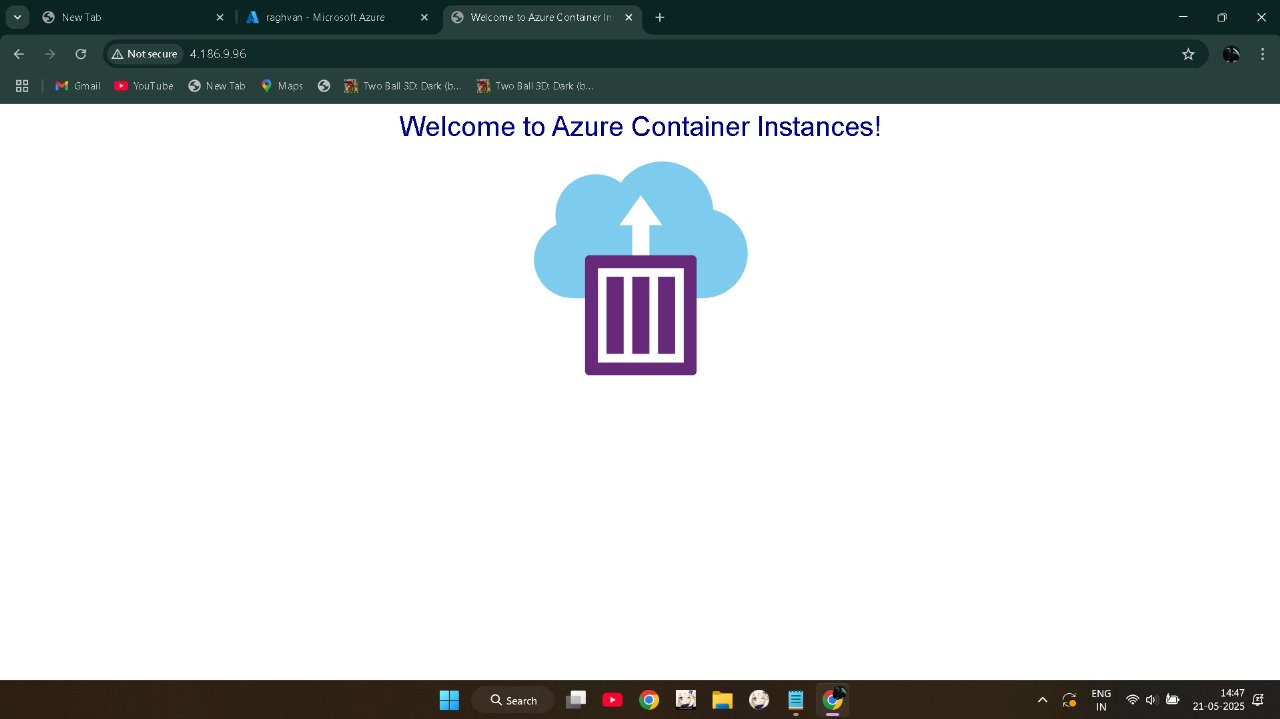 New Tab
raghvan - Microsoft Azure
Welcome to Azure Container In
Not secure
4.186.9.96
Gmail
YouTube
New Tab
Maps
Two Ball 3D: Dark (b...
Two Ball 3D: Dark (b...
Welcome to Azure Container Instances!
Search
ENG
IN
14:47
21-05-2025